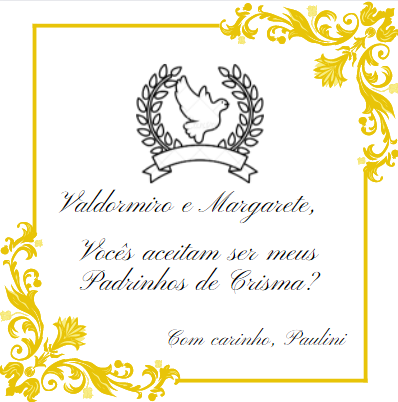 Valdormiro e Margarete,
Vocês aceitam ser meus
Padrinhos de Crisma?
Com carinho, Paulini